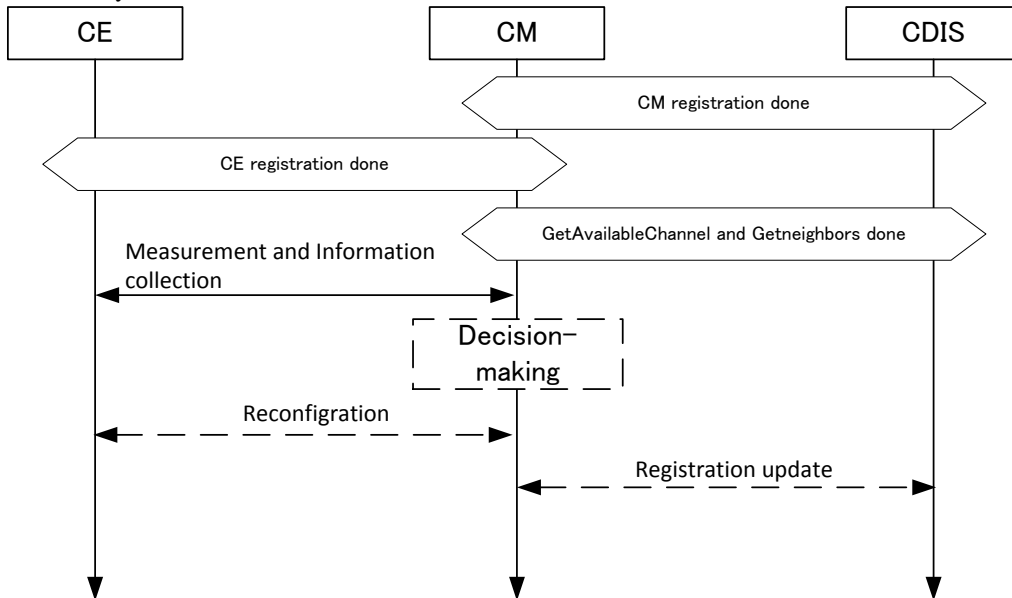 CE
CM
CDIS
CM registration done
CE registration done
GetAvailableChannel and Getneighbors done
Measurement and Information
collection
Decision-
making
Reconfigration
Registration update